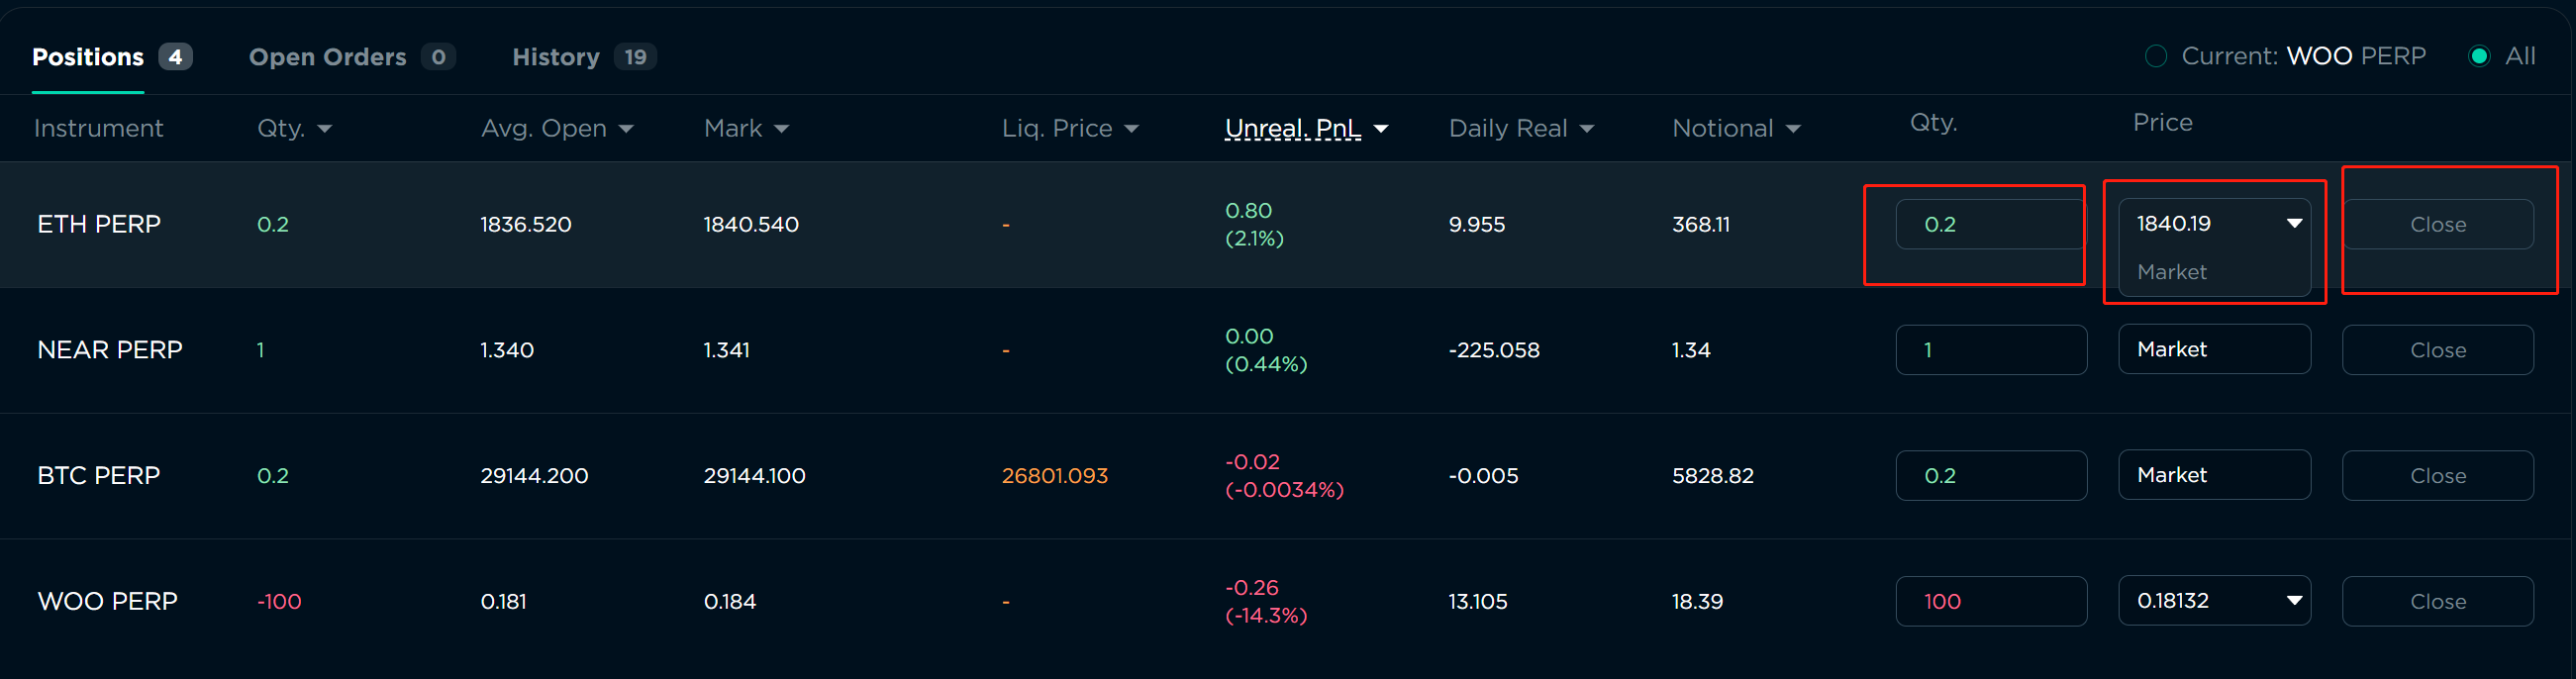 Positions 4 Open Orders 0 History 19 Current: WOO PERP All
Instrument Qty. Avg. Open Mark Liq. Price Unreal. PnL Daily Real Notional Qty. Price
ETH PERP 0.2 1836.520 1840.540 - 0.80 9.955 368.11 0.2 1840.19 Close
(2.1%)
Market
NEAR PERP 1 1.340 1.341 - 0.00 -225.058 1.34 1 Market Close
(0.44%)
BTC PERP 0.2 29144.200 29144.100 26801.093 -0.02 -0.005 5828.82 0.2 Market Close
(-0.0034%)
WOO PERP -100 0.181 0.184 - -0.26 13.105 18.39 100 0.18132 Close
(-14.3%)